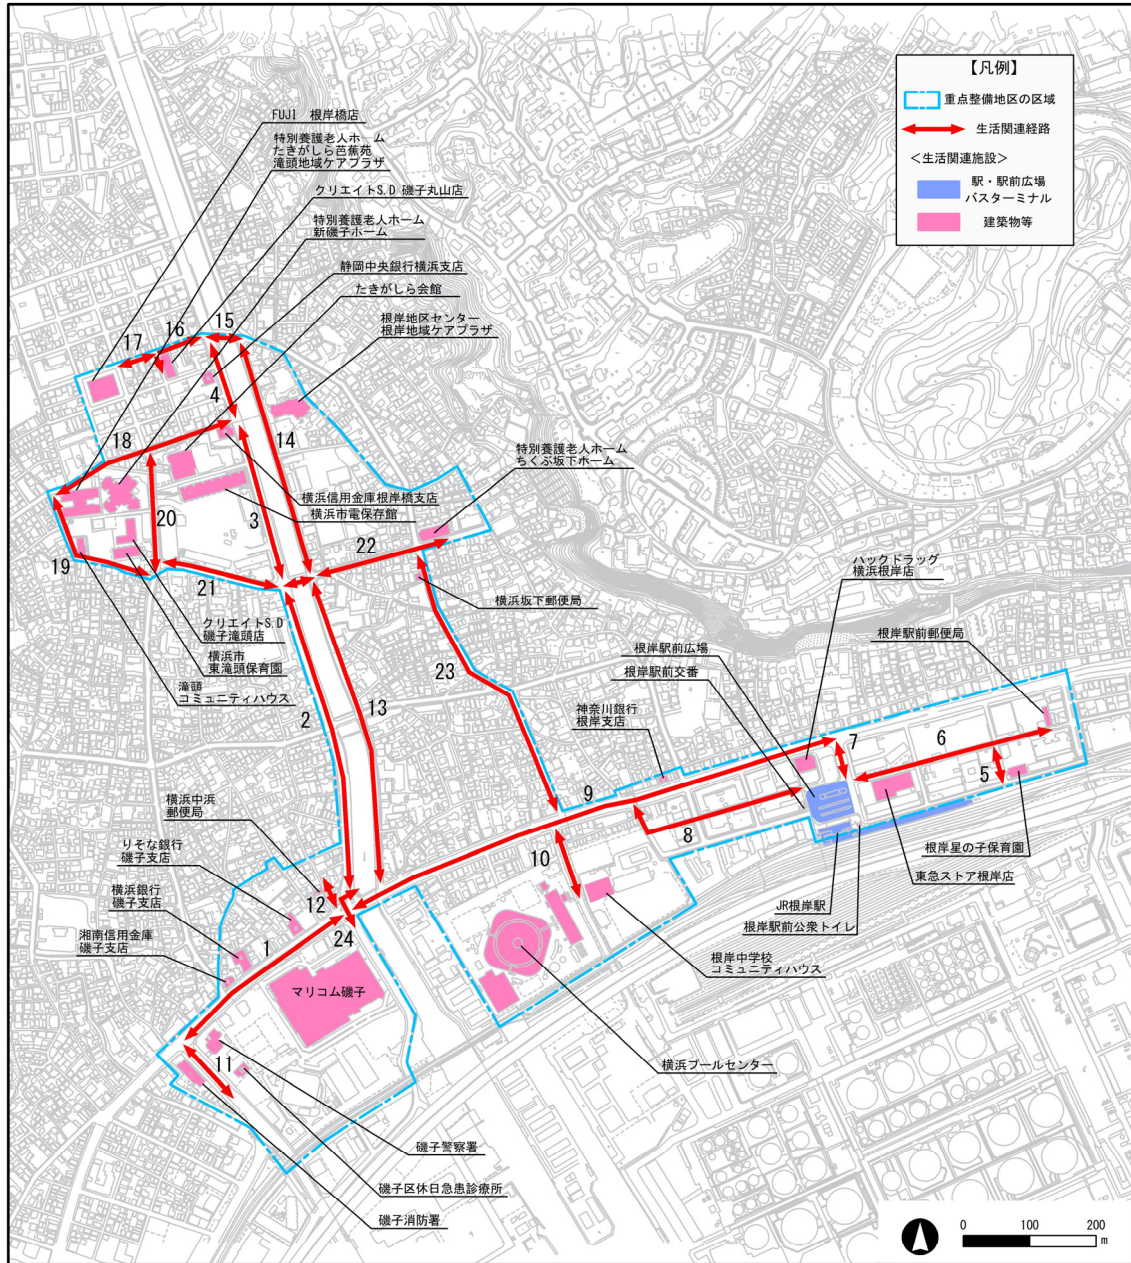 【凡例】
重点整備地区の区域
生活関連経路
<生活関連施設>
駅・駅前広場
バスターミナル
建築物等
FUJI 根岸橋店
特別養護老人ホーム
たきがしら芭蕉苑
滝頭地域ケアプラザ
クリエイトS.D 磯子丸山店
特別養護老人ホーム
新磯子ホーム
静岡中央銀行横浜支店
たきがしら会館
根岸地区センター
根岸地域ケアプラザ
15
16
17
4
14
18
特別養護老人ホーム
ちくぶ坂下ホーム
横浜信用金庫根岸橋支店
横浜市電保存館
3
20
22
19
21
横浜坂下郵便局
クリエイトS.D
磯子滝頭店
横浜市
東滝頭保育園
滝頭
コミュニティハウス
ハックドラッグ
横浜根岸店
根岸駅前郵便局
根岸駅前広場
根岸駅前交番
神奈川銀行
根岸支店
23
2
13
7
6
5
9
8
10
根岸星の子保育園
東急ストア根岸店
JR根岸駅
根岸駅前公衆トイレ
根岸中学校
コミュニティハウス
横浜プールセンター
横浜中浜
郵便局
りそな銀行
磯子支店
横浜銀行
磯子支店
湘南信用金庫
磯子支店
12
1
24
マリコム磯子
11
磯子警察署
磯子区休日急患診療所
磯子消防署
0 100 200
m